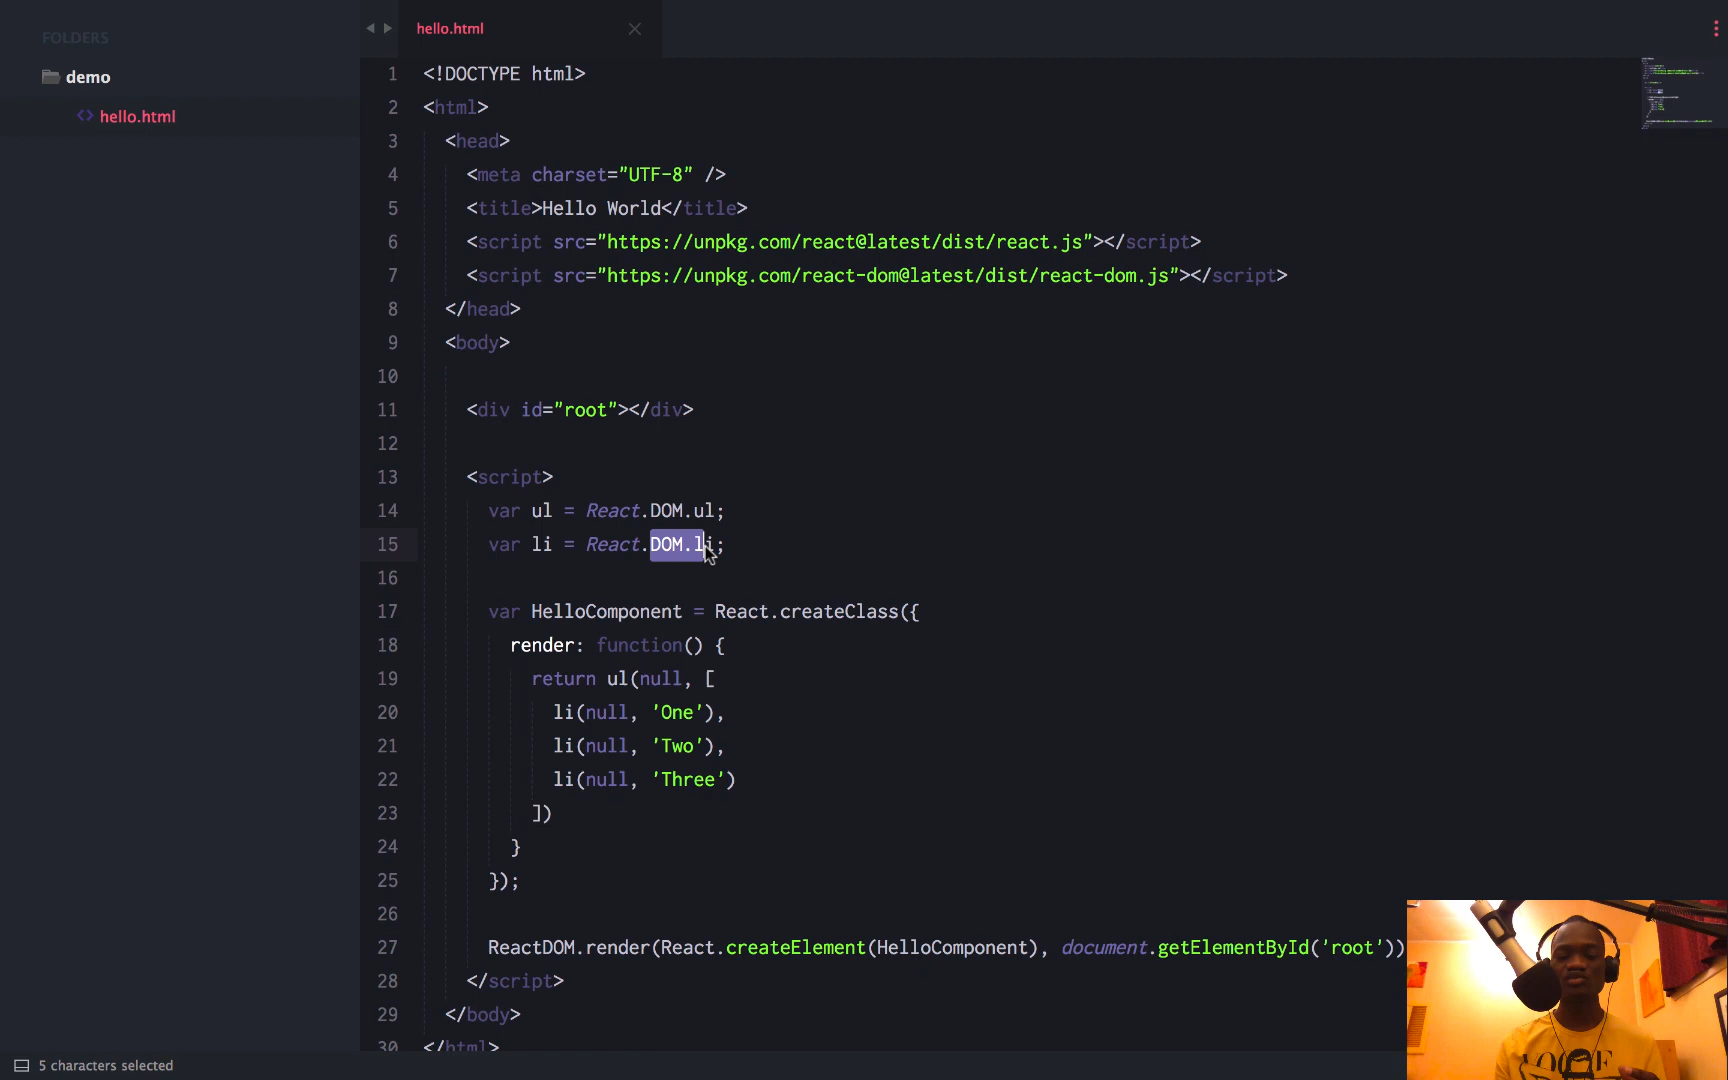 FOLDERS
demo
hello.html
hello.html
1 <!DOCTYPE html>
2 <html>
3 <head>
4 <meta charset="UTF-8" />
5 <title>Hello World</title>
6 <script src="https://unpkg.com/react@latest/dist/react.js"></script>
7 <script src="https://unpkg.com/react-dom@latest/dist/react-dom.js"></script>
8 </head>
9 <body>
10
11 <div id="root"></div>
12
13 <script>
14 var ul = React.DOM.ul;
15 var li = React.DOM.li;
16
17 var HelloComponent = React.createClass({
18 render: function() {
19 return ul(null, [
20 li(null, 'One'),
21 li(null, 'Two'),
22 li(null, 'Three')
23 ])
24 }
25 });
26
27 ReactDOM.render(React.createElement(HelloComponent), document.getElementById('root'))
28 </script>
29 </body>
30 </html>
5 characters selected